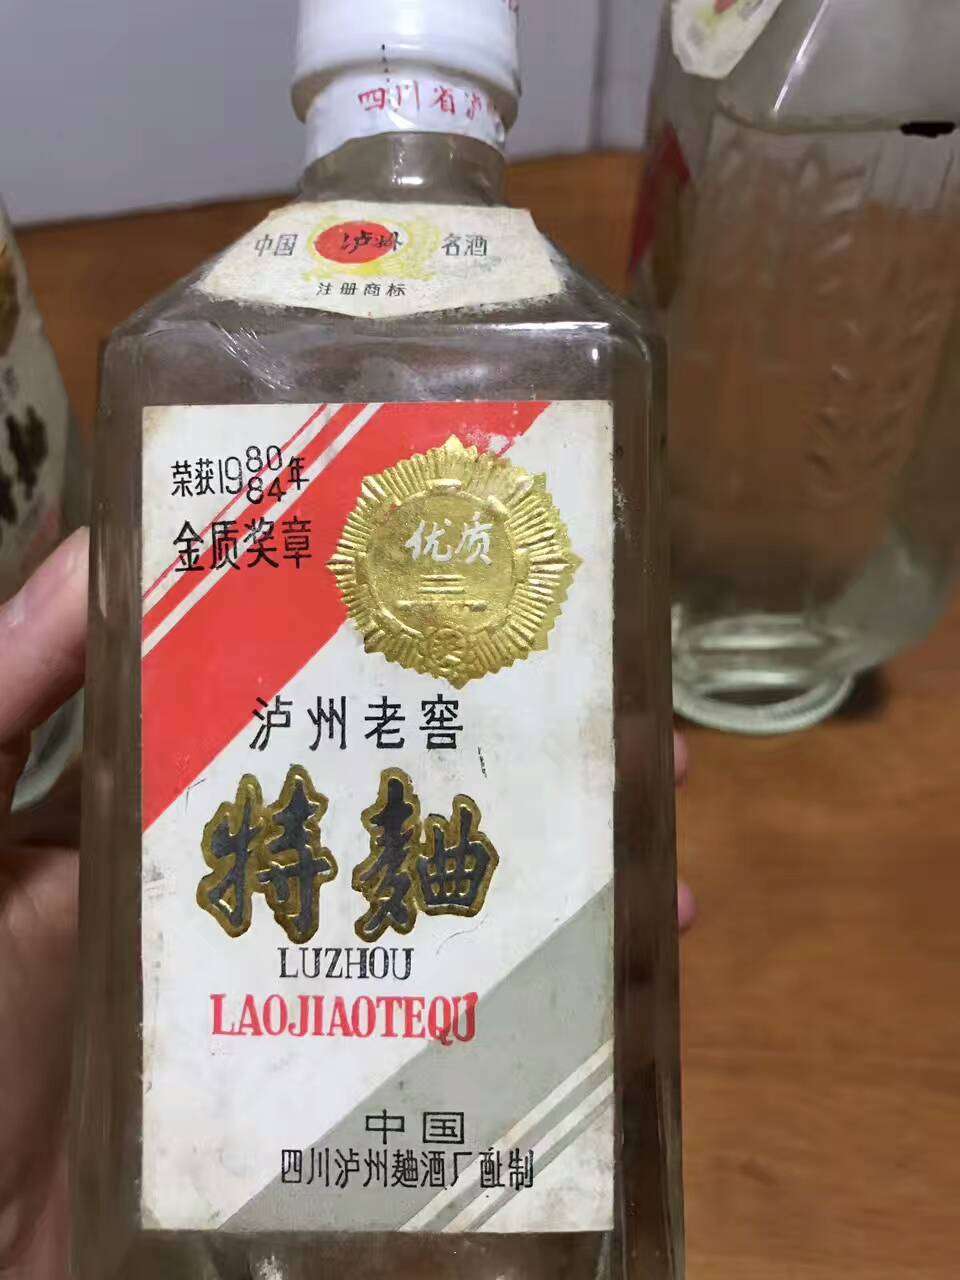 四川省泸
中国 泸州 名酒
注册商标
荣获1980 84年
金质奖章
优质
泸州老窖
特麯
LUZHOU
LAOJIAOTEQU
中国
四川泸州麯酒厂酝制